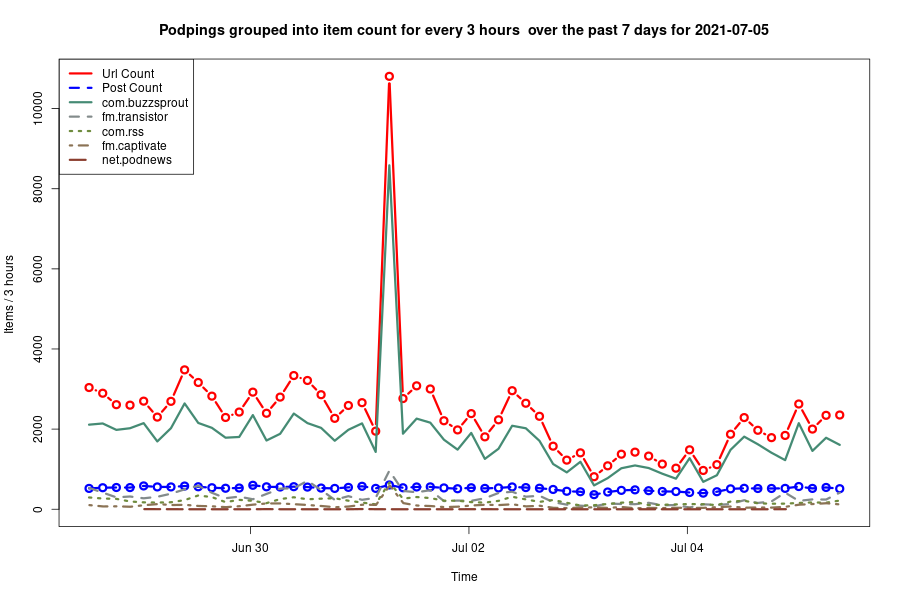 Podpings grouped into item count for every 3 hours  over the past 7 days for 2021-07-05
Url Count
Post Count
com.buzzsprout
fm.transistor
com.rss
fm.captivate
net.podnews
Items / 3 hours
10000
8000
6000
4000
2000
0
Jun 30
Jul 02
Jul 04
Time